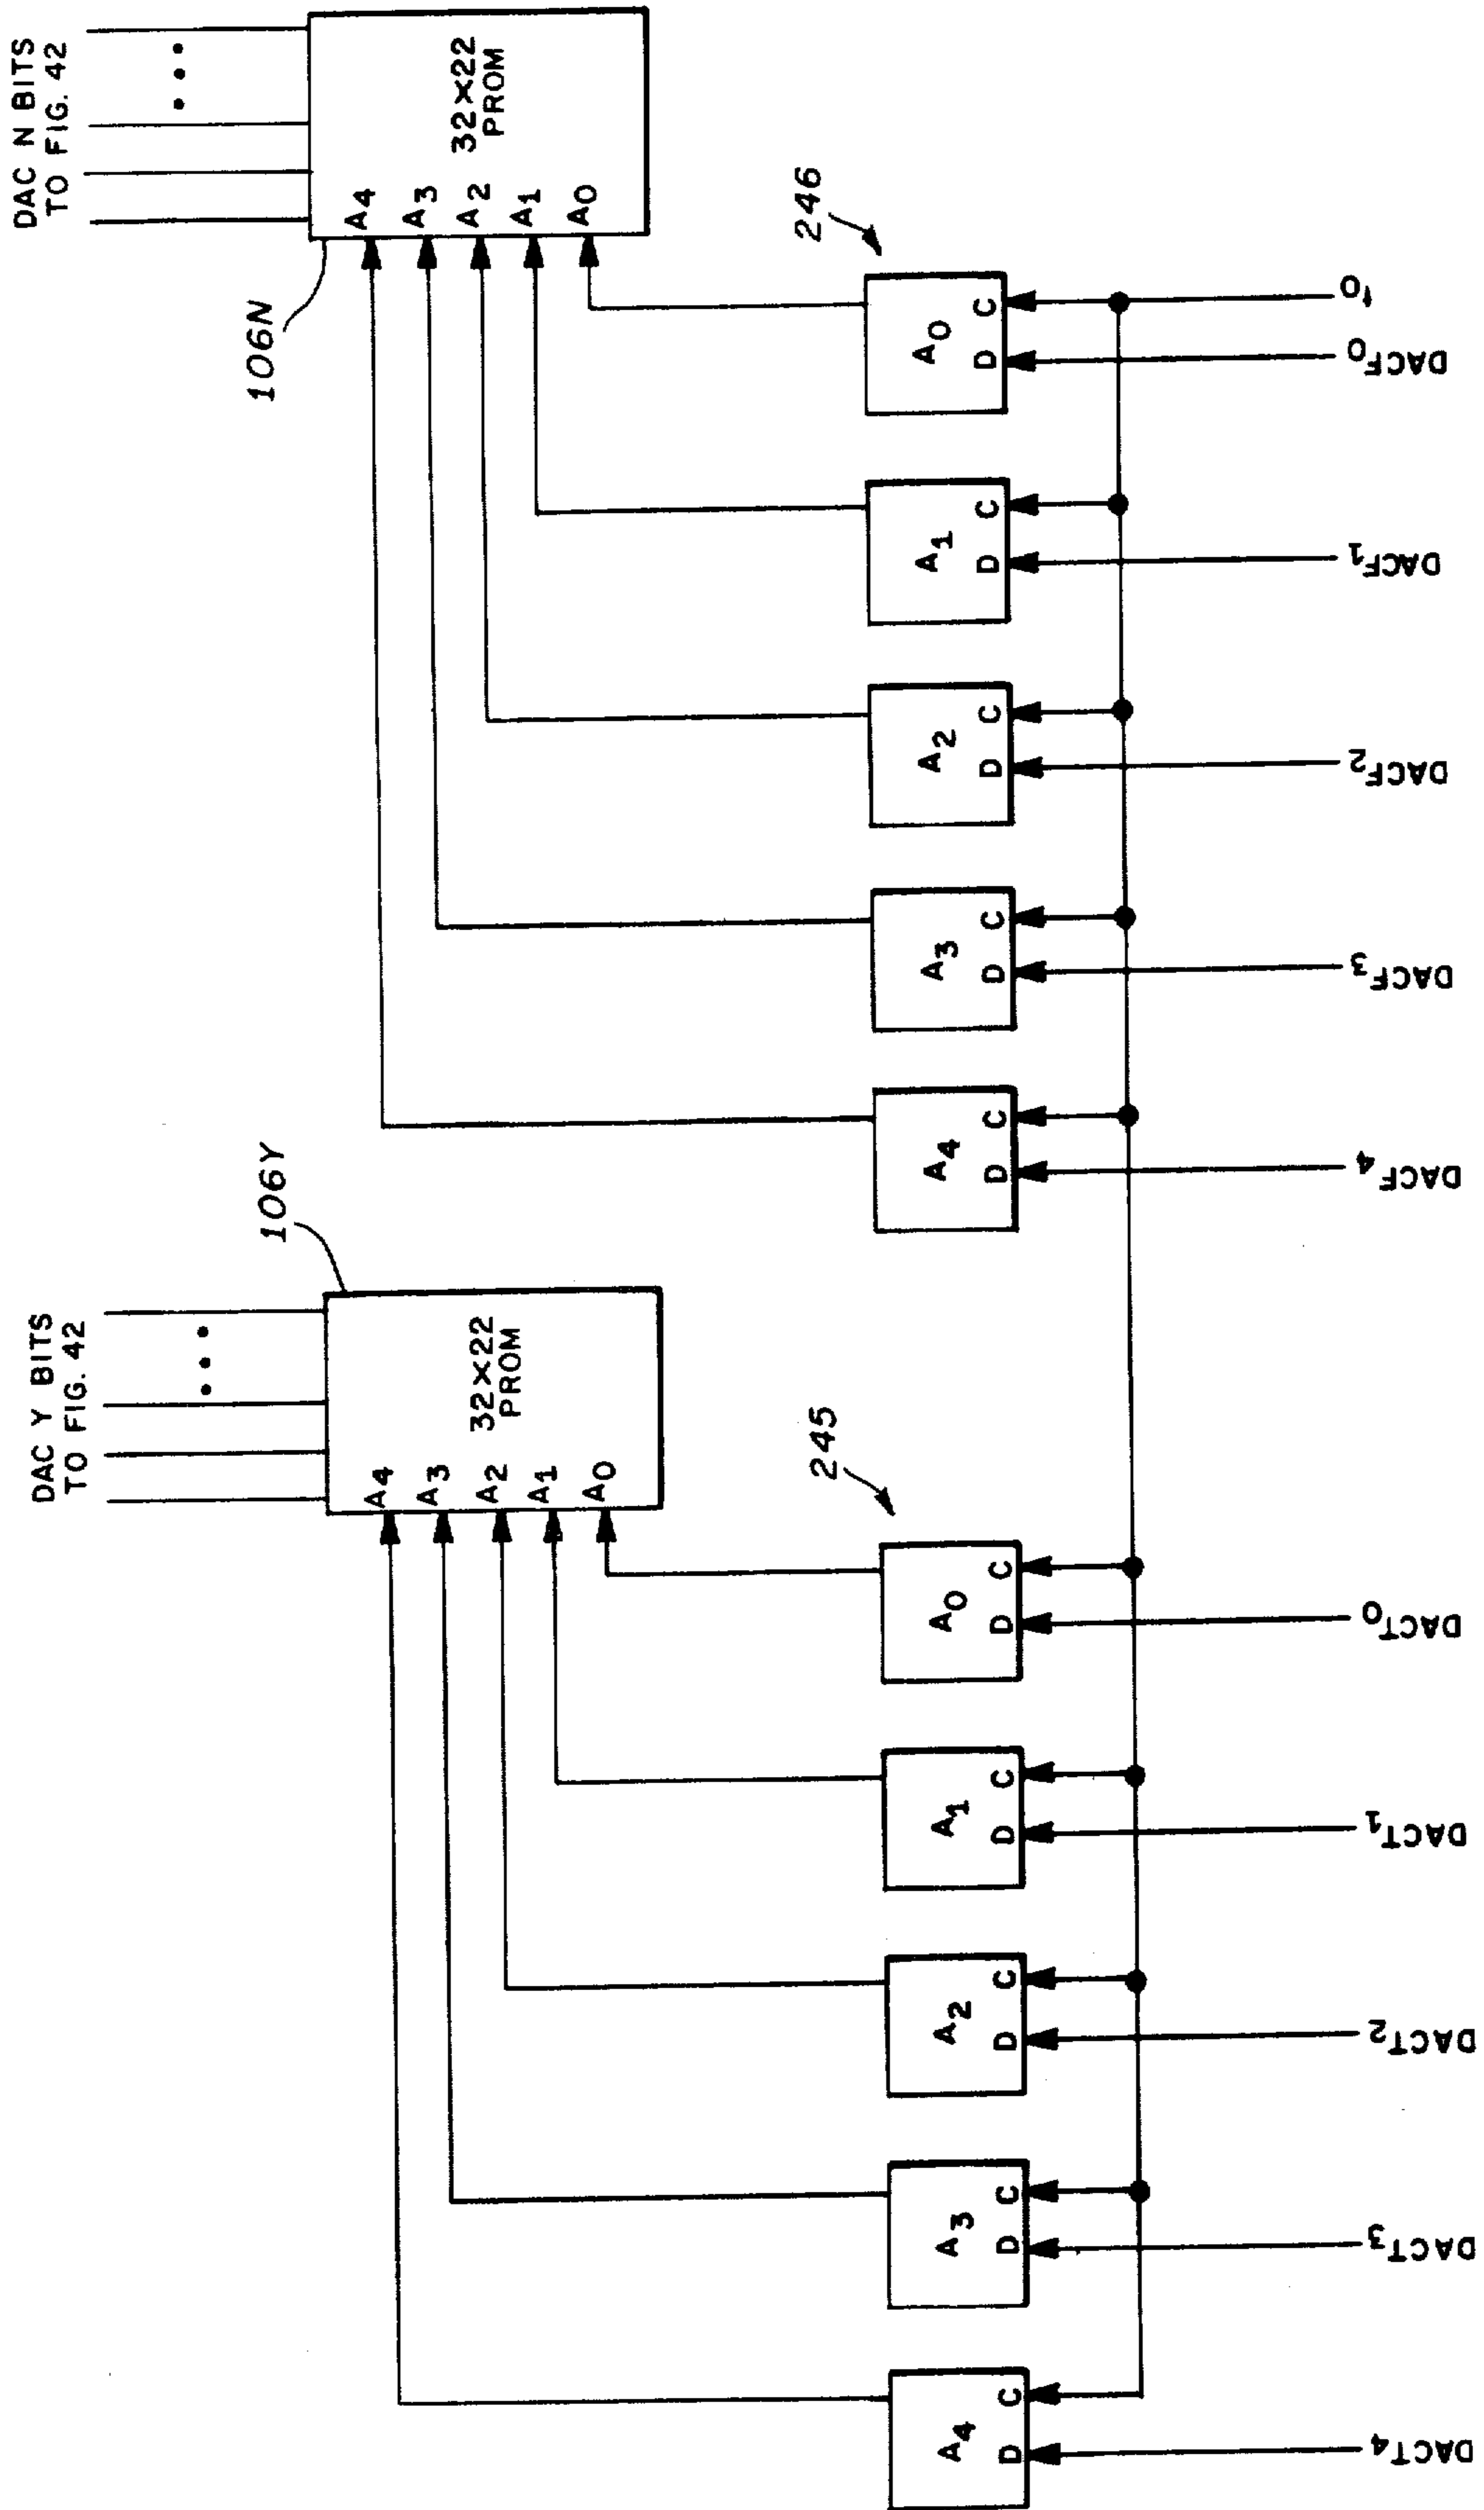 DAC Y BITS
TO FIG. 42
106Y
32×22
PROM
A4
A3
A2
A1
A0
245
A4
D C
A3
D C
A2
D C
A1
D C
A0
D C
DACT4
DACT3
DACT2
DACT1
DACT0
DAC N BITS
TO FIG. 42
106N
32×22
PROM
A4
A3
A2
A1
A0
246
A4
D C
A3
D C
A2
D C
A1
D C
A0
D C
DACF4
DACF3
DACF2
DACF1
DACF0
t0